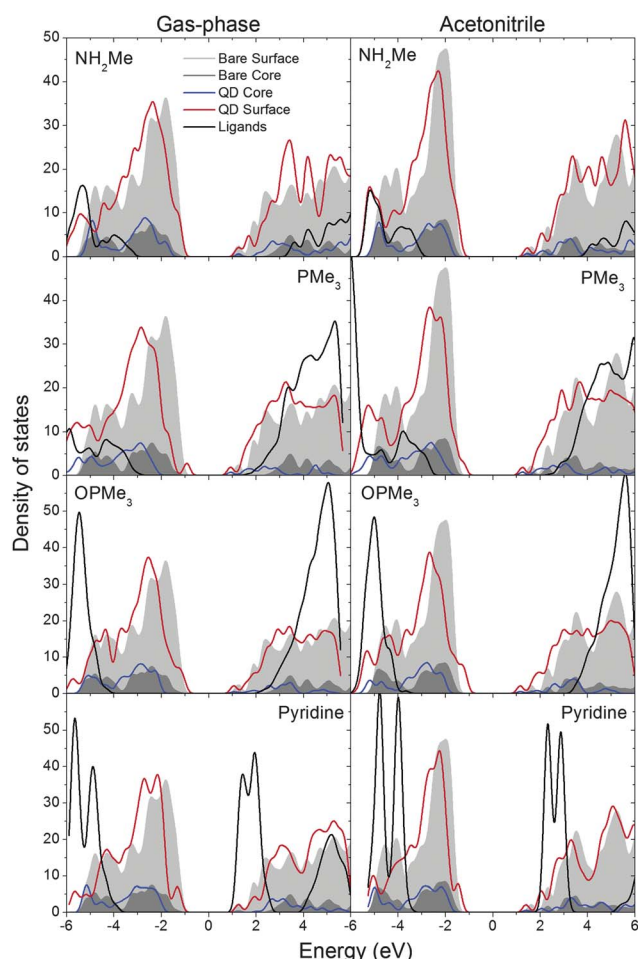 Gas-phase
Acetonitrile
Density of states
50
40
30
20
10
0
NH₂Me
Bare Surface
Bare Core
QD Core
QD Surface
Ligands
NH₂Me
40
30
20
10
0
PMe₃
PMe₃
50
40
30
20
10
0
OPMe₃
OPMe₃
50
40
30
20
10
0
Pyridine
Pyridine
-6 -4 -2 0 2 4 6 -6 -4 -2 0 2 4 6
Energy (eV)